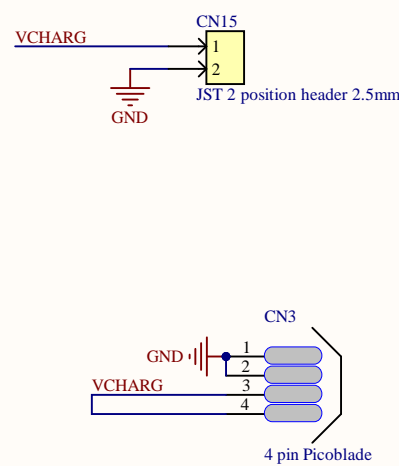 CN15
VCHARG
1
2
JST 2 position header 2.5mm
GND
CN3
1
GND
2
VCHARG
3
4
4 pin Picoblade